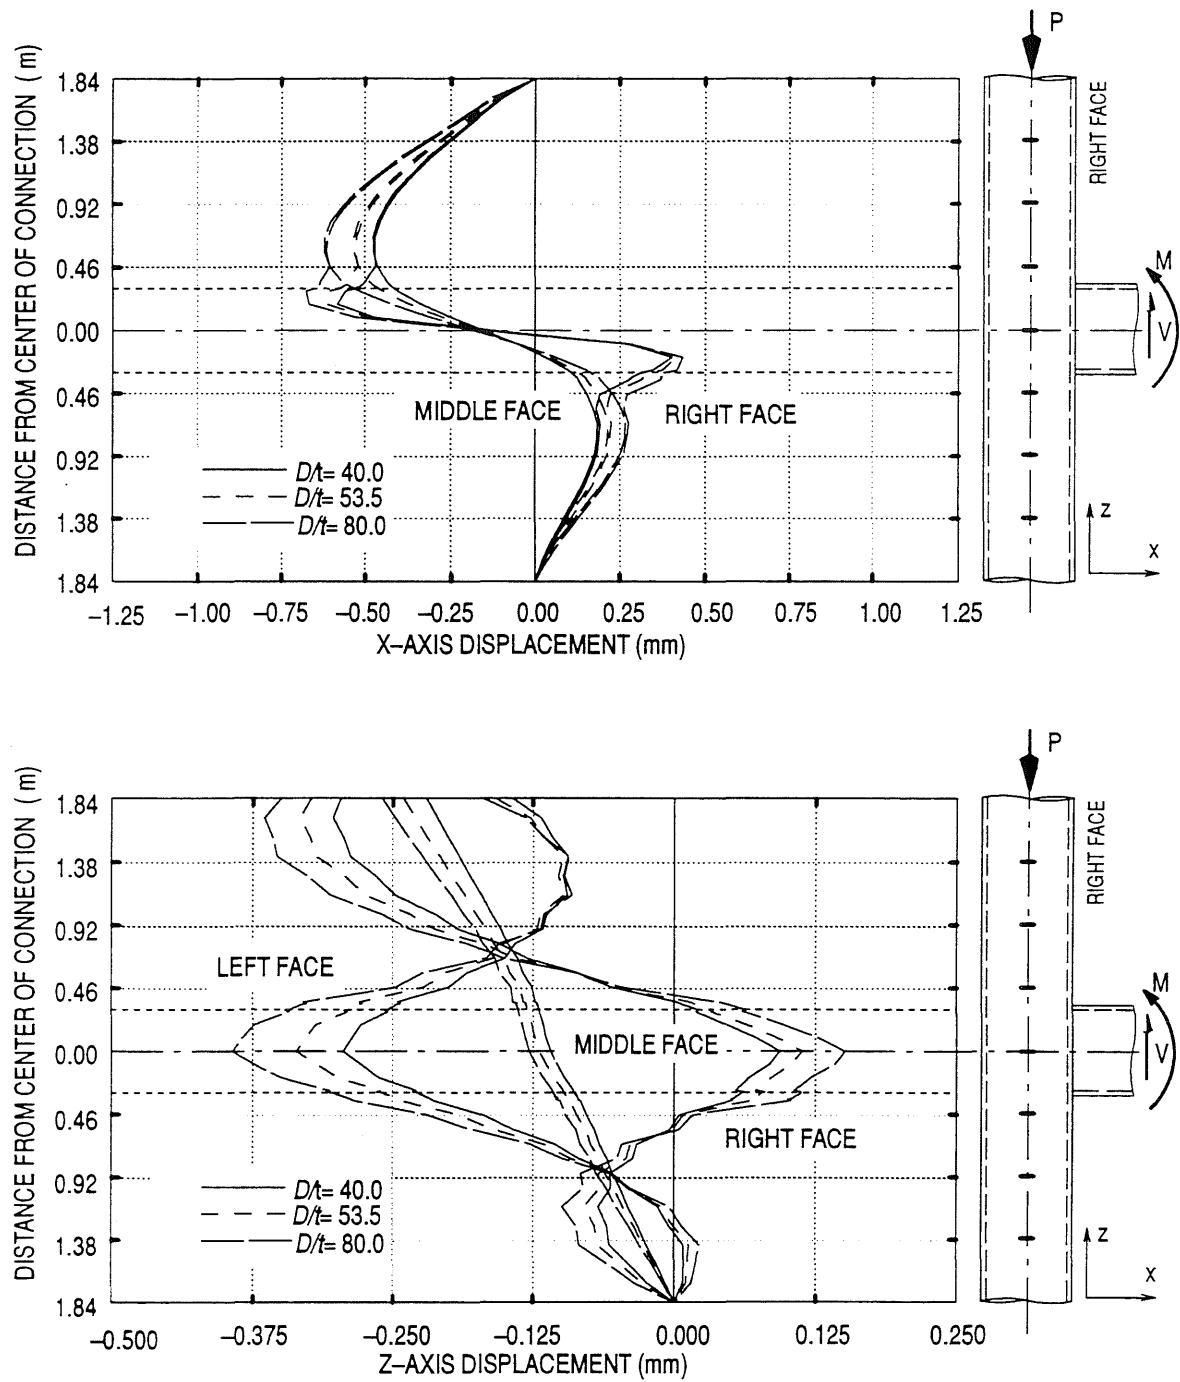 P
DISTANCE FROM CENTER OF CONNECTION ( m)
1.84
1.38
0.92
0.46
0.00
0.46
0.92
1.38
1.84
RIGHT FACE
M
V
MIDDLE FACE
RIGHT FACE
D/t= 40.0
D/t= 53.5
D/t= 80.0
z
x
–1.25 –1.00 –0.75 –0.50 –0.25 0.00 0.25 0.50 0.75 1.00 1.25
X–AXIS DISPLACEMENT (mm)
P
DISTANCE FROM CENTER OF CONNECTION ( m)
1.84
1.38
0.92
0.46
0.00
0.46
0.92
1.38
1.84
RIGHT FACE
LEFT FACE
M
V
MIDDLE FACE
RIGHT FACE
D/t= 40.0
D/t= 53.5
D/t= 80.0
z
x
–0.500 –0.375 –0.250 –0.125 0.000 0.125 0.250
Z–AXIS DISPLACEMENT (mm)